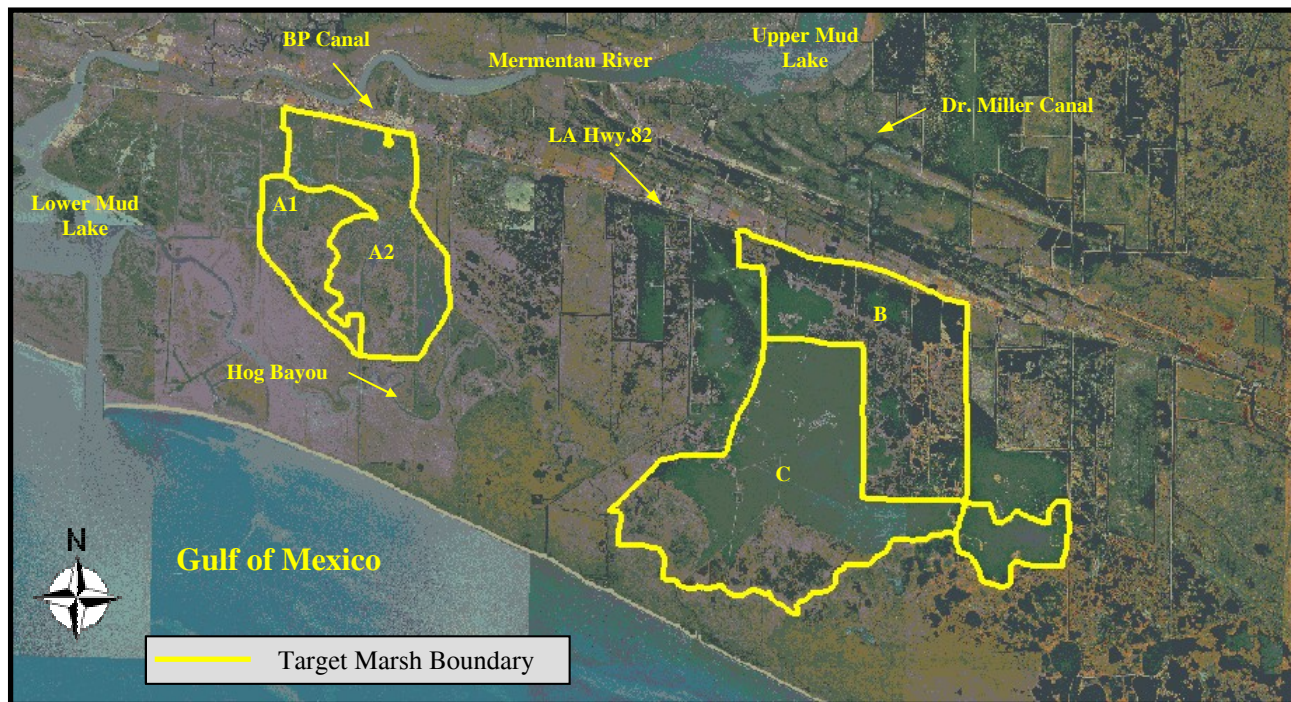 BP Canal
Mermentau River
Upper Mud
Lake
Dr. Miller Canal
LA Hwy.82
Lower Mud
Lake
A1
A2
B
Hog Bayou
C
N
Gulf of Mexico
Target Marsh Boundary